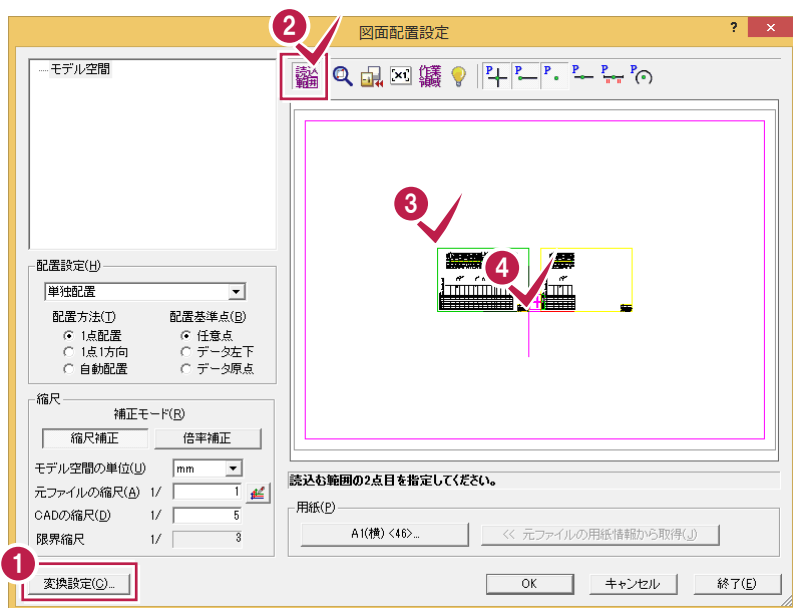 2
図面配置設定
?
×
モデル空間
読込
範囲
作業
領域
P P P P P P
3
4
配置設定(H)
単独配置
配置方法(T) 配置基準点(B)
1点配置 任意点
1点1方向 データ左下
自動配置 データ原点
縮尺
補正モード(R)
縮尺補正 倍率補正
モデル空間の単位(U) mm
元ファイルの縮尺(A) 1/ 1
CADの縮尺(D) 1/ 5
限界縮尺 1/ 3
読込む範囲の2点目を指定してください。
用紙(P)
A1(横) <46>... << 元ファイルの用紙情報から取得(J)
1
変換設定(C)...
OK キャンセル 終了(E)